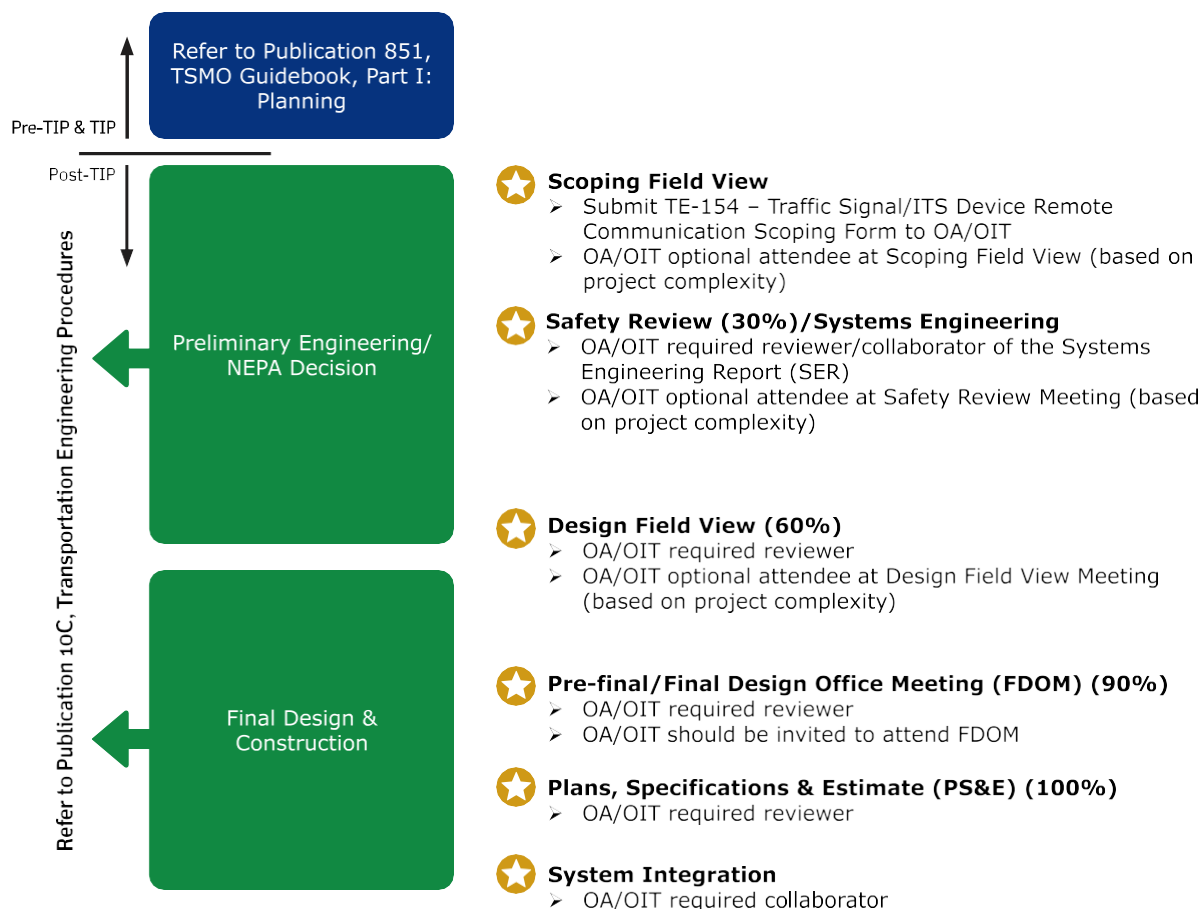 Refer to Publication 851,
TSMO Guidebook, Part I:
Planning
Pre-TIP & TIP
Post-TIP
Refer to Publication 10C, Transportation Engineering Procedures
Preliminary Engineering/
NEPA Decision
Final Design &
Construction
Scoping Field View
➢ Submit TE-154 – Traffic Signal/ITS Device Remote
Communication Scoping Form to OA/OIT
➢ OA/OIT optional attendee at Scoping Field View (based on
project complexity)
Safety Review (30%)/Systems Engineering
➢ OA/OIT required reviewer/collaborator of the Systems
Engineering Report (SER)
➢ OA/OIT optional attendee at Safety Review Meeting (based
on project complexity)
Design Field View (60%)
➢ OA/OIT required reviewer
➢ OA/OIT optional attendee at Design Field View Meeting
(based on project complexity)
Pre-final/Final Design Office Meeting (FDOM) (90%)
➢ OA/OIT required reviewer
➢ OA/OIT should be invited to attend FDOM
Plans, Specifications & Estimate (PS&E) (100%)
➢ OA/OIT required reviewer
System Integration
➢ OA/OIT required collaborator